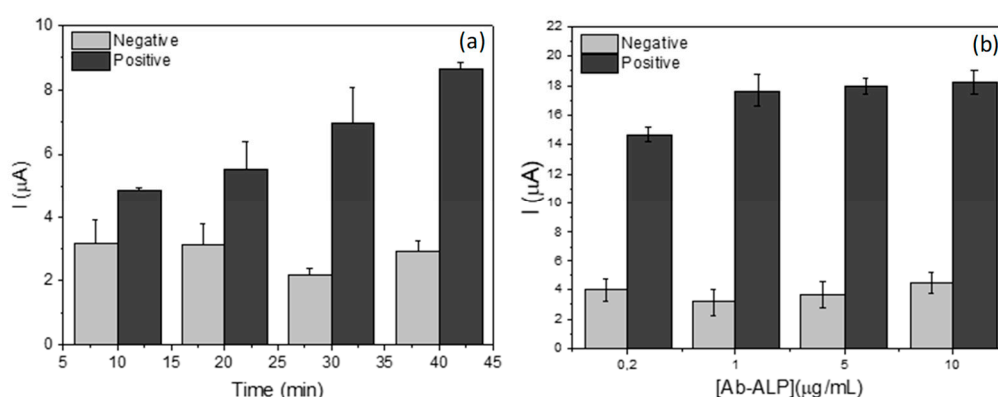 (a)
Negative
Positive
10
8
6
4
2
0
I (μA)
5 10 15 20 25 30 35 40 45
Time (min)
(b)
Negative
Positive
22
20
18
16
14
12
10
8
6
4
2
0
I (μA)
0,2 1 5 10
[Ab-ALP](μg/mL)